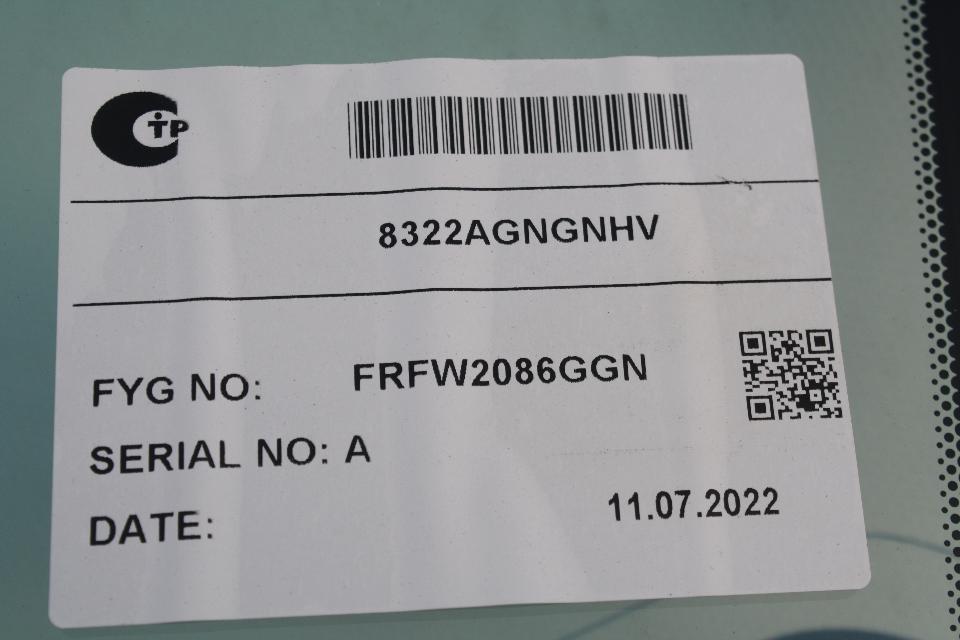 TP
8322AGNGNHV
FYG NO: FRFW2086GGN
SERIAL NO: A
DATE: 11.07.2022